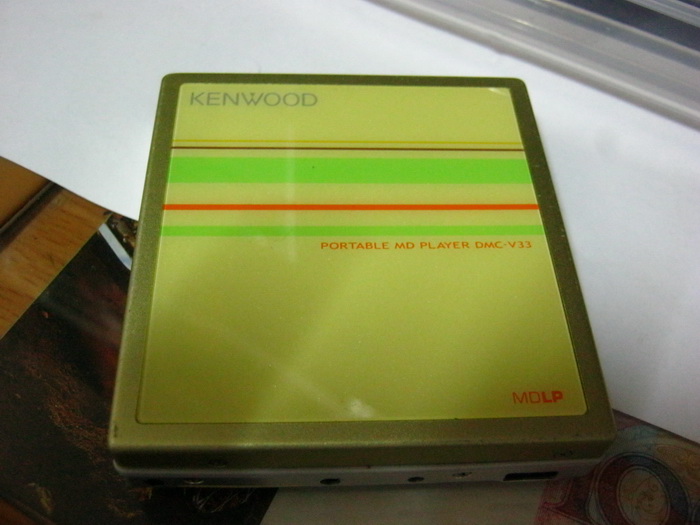 KENWOOD
PORTABLE MD PLAYER DMC-V33
MDLP